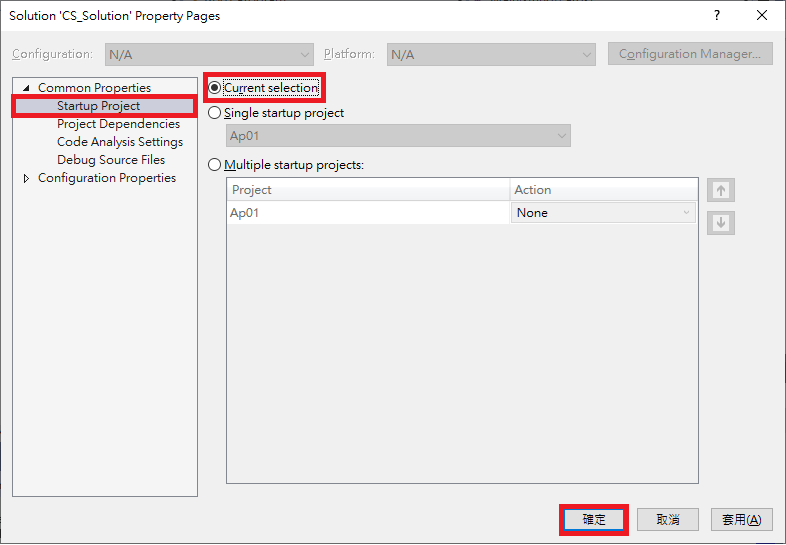 Solution 'CS_Solution' Property Pages
?
Configuration: N/A Platform: N/A Configuration Manager...
Common Properties
Startup Project
Project Dependencies
Code Analysis Settings
Debug Source Files
Configuration Properties
Current selection
Single startup project
Ap01
Multiple startup projects:
Project Action
Ap01 None
確定 取消 套用(A)